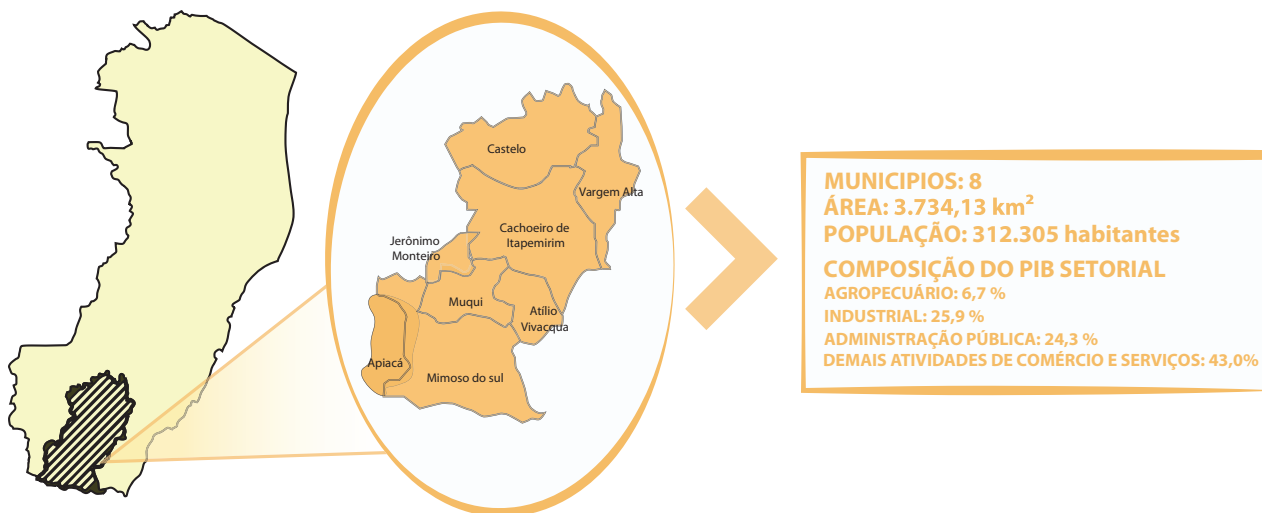 Castelo
Vargem Alta
Cachoeiro de
Itapemirim
Jerônimo
Monteiro
Muqui
Atílio
Vivacqua
Apiacá
Mimoso do sul
MUNICIPIOS: 8
ÁREA: 3.734,13 km²
POPULAÇÃO: 312.305 habitantes
COMPOSIÇÃO DO PIB SETORIAL
AGROPECUÁRIO: 6,7 %
INDUSTRIAL: 25,9 %
ADMINISTRAÇÃO PÚBLICA: 24,3 %
DEMAIS ATIVIDADES DE COMÉRCIO E SERVIÇOS: 43,0%